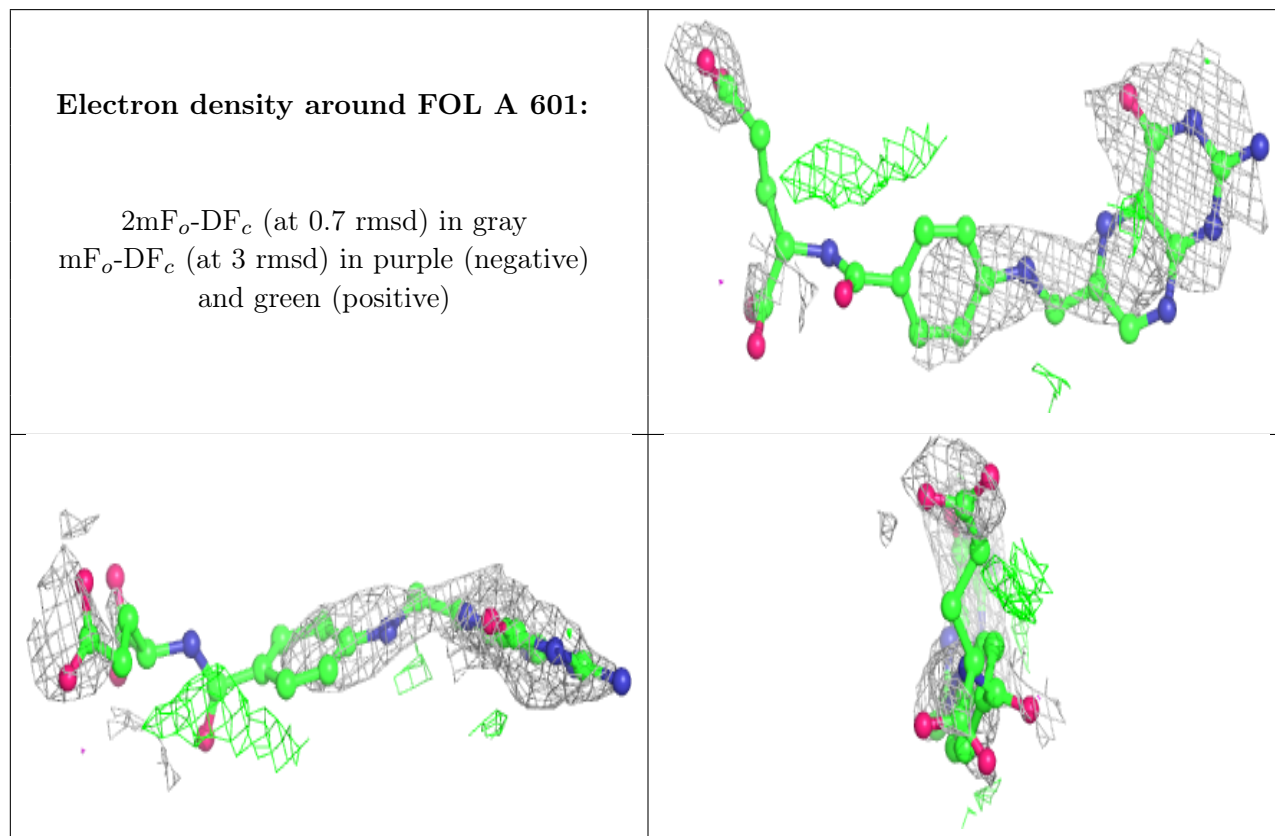 Electron density around FOL A 601:
2mFo-DFc (at 0.7 rmsd) in gray
mFo-DFc (at 3 rmsd) in purple (negative)
and green (positive)